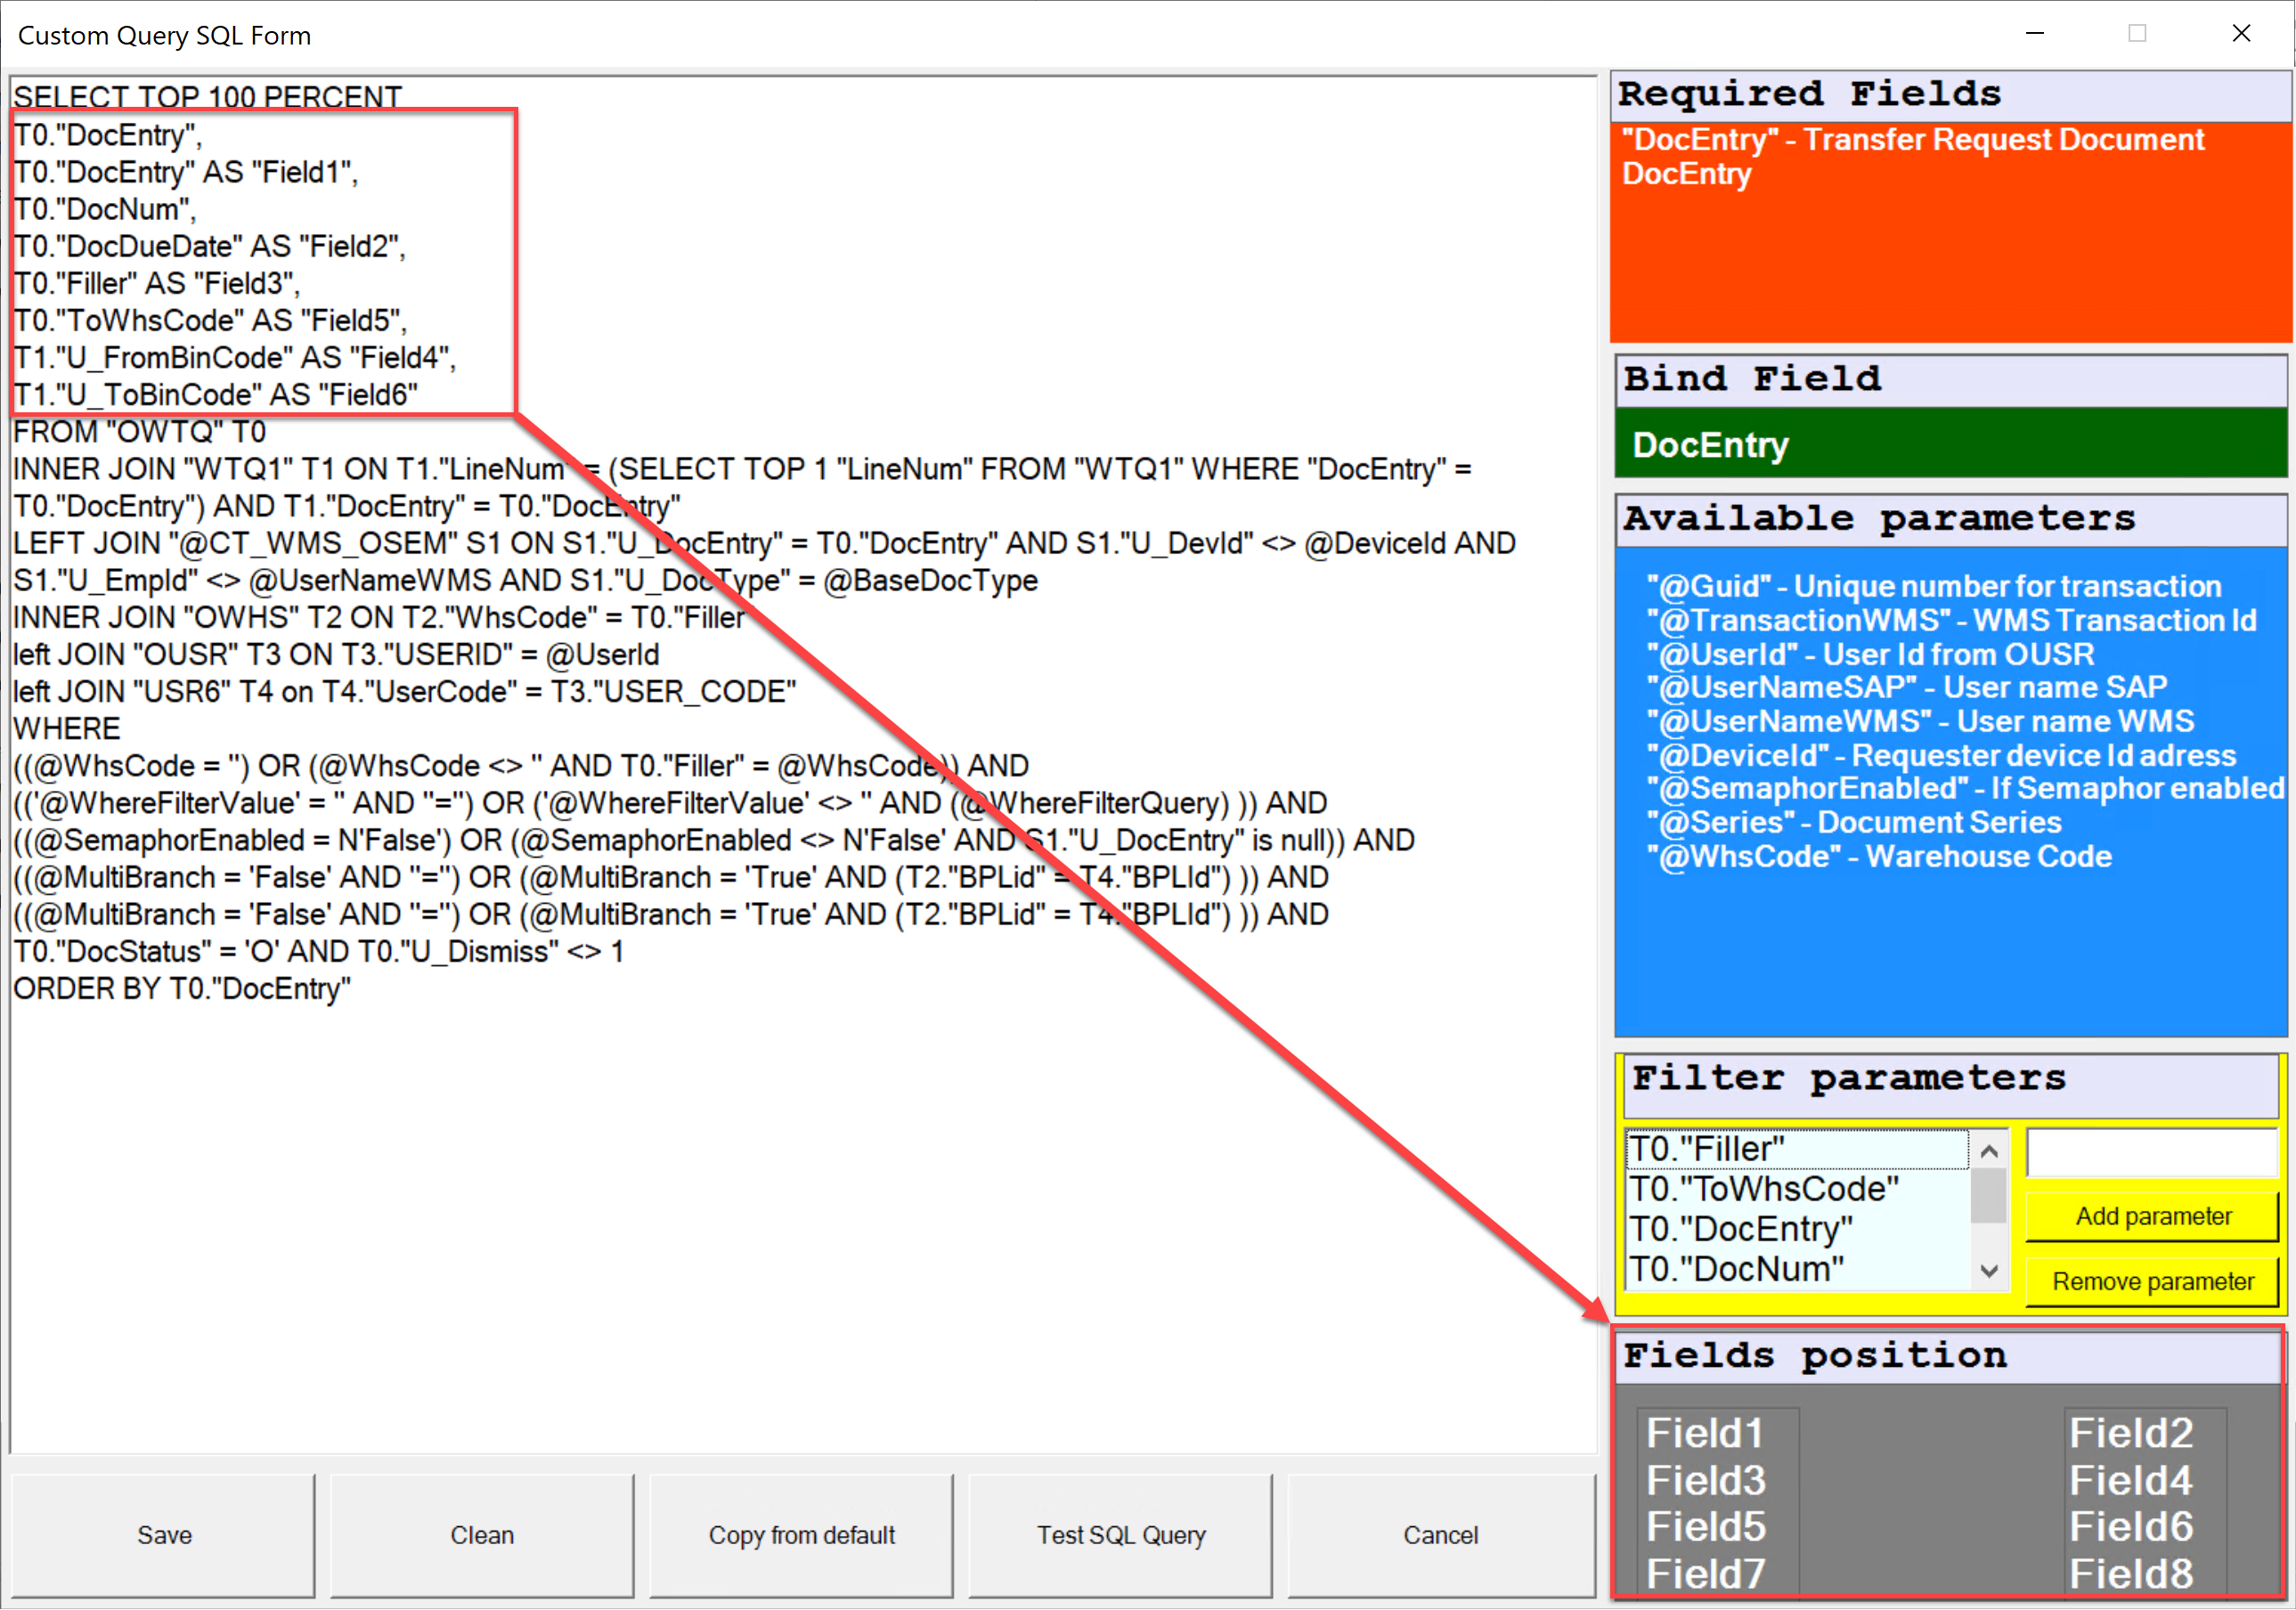 Custom Query SQL Form
SELECT TOP 100 PERCENT
T0."DocEntry",
T0."DocEntry" AS "Field1",
T0."DocNum",
T0."DocDueDate" AS "Field2",
T0."Filler" AS "Field3",
T0."ToWhsCode" AS "Field5",
T1."U_FromBinCode" AS "Field4",
T1."U_ToBinCode" AS "Field6"
FROM "OWTQ" T0
INNER JOIN "WTQ1" T1 ON T1."LineNum" = (SELECT TOP 1 "LineNum" FROM "WTQ1" WHERE "DocEntry" =
T0."DocEntry") AND T1."DocEntry" = T0."DocEntry"
LEFT JOIN "@CT_WMS_OSEM" S1 ON S1."U_DocEntry" = T0."DocEntry" AND S1."U_DevId" <> @DeviceId AND
S1."U_EmpId" <> @UserNameWMS AND S1."U_DocType" = @BaseDocType
INNER JOIN "OWHS" T2 ON T2."WhsCode" = T0."Filler"
left JOIN "OUSR" T3 ON T3."USERID" = @UserId
left JOIN "USR6" T4 on T4."UserCode" = T3."USER_CODE"
WHERE
((@WhsCode = '') OR (@WhsCode <> '' AND T0."Filler" = @WhsCode)) AND
(('@WhereFilterValue' = '' AND ''='') OR ('@WhereFilterValue' <> '' AND (@WhereFilterQuery) )) AND
((@SemaphorEnabled = N'False') OR (@SemaphorEnabled <> N'False' AND S1."U_DocEntry" is null)) AND
((@MultiBranch = 'False' AND ''='') OR (@MultiBranch = 'True' AND (T2."BPLid" = T4."BPLId") )) AND
((@MultiBranch = 'False' AND ''='') OR (@MultiBranch = 'True' AND (T2."BPLid" = T4."BPLId") )) AND
T0."DocStatus" = 'O' AND T0."U_Dismiss" <> 1
ORDER BY T0."DocEntry"
Save
Clean
Copy from default
Test SQL Query
Cancel
Required Fields
"DocEntry" - Transfer Request Document
DocEntry
Bind Field
DocEntry
Available parameters
"@Guid" - Unique number for transaction
"@TransactionWMS" - WMS Transaction Id
"@UserId" - User Id from OUSR
"@UserNameSAP" - User name SAP
"@UserNameWMS" - User name WMS
"@DeviceId" - Requester device Id adress
"@SemaphorEnabled" - If Semaphor enabled
"@Series" - Document Series
"@WhsCode" - Warehouse Code
Filter parameters
T0."Filler"
T0."ToWhsCode"
T0."DocEntry"
T0."DocNum"
Add parameter
Remove parameter
Fields position
Field1 Field2
Field3 Field4
Field5 Field6
Field7 Field8